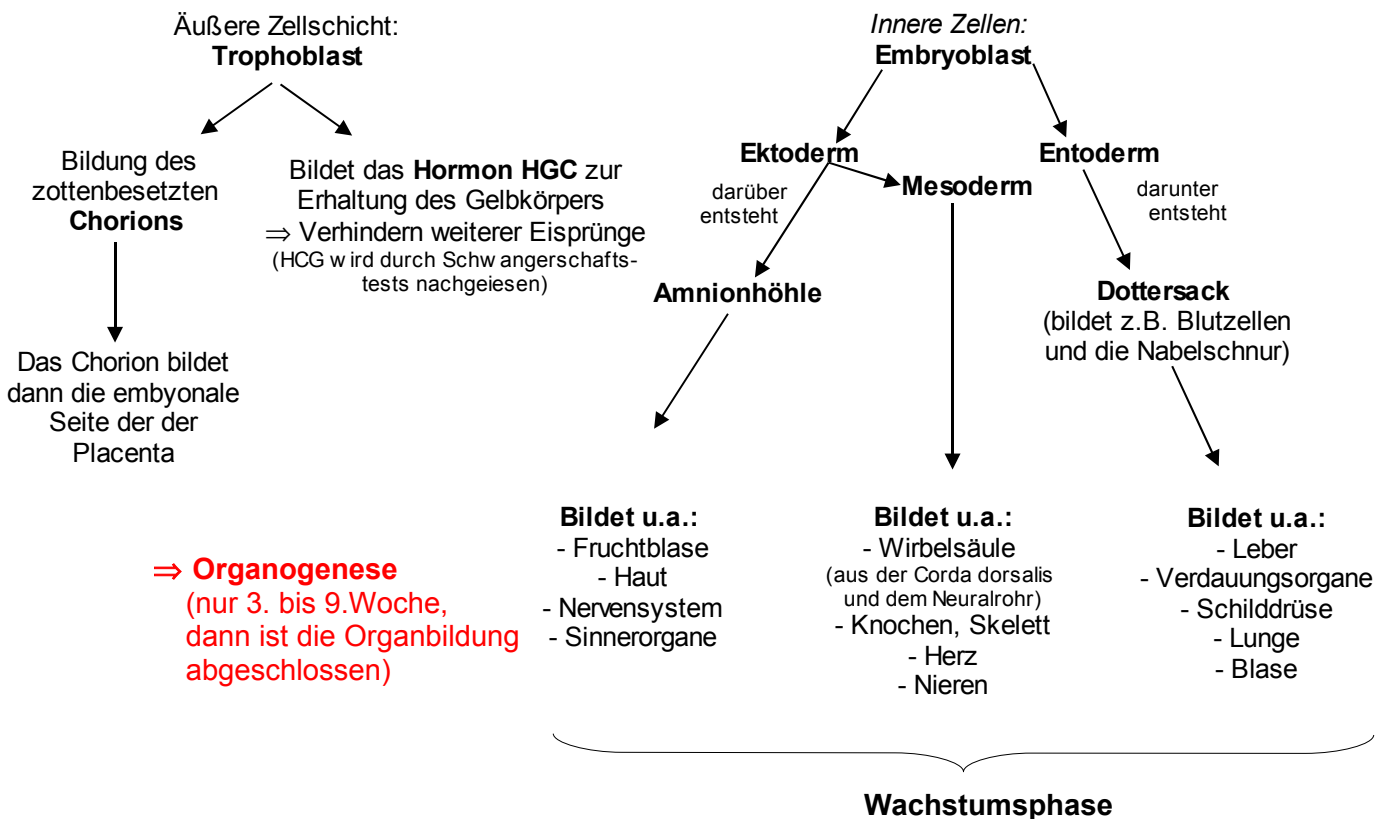 Äußere Zellschicht:
Trophoblast
Bildung des
zottenbesetzten
Chorions
Bildet das Hormon HGC zur
Erhaltung des Gelbkörpers
⇒ Verhindern weiterer Eisprünge
(HCG wird durch Schwangerschafts-
tests nachgeiesen)
Das Chorion bildet
dann die embyonale
Seite der der
Placenta
Innere Zellen:
Embryoblast
Ektoderm
Entoderm
Mesoderm
darüber
entsteht
darunter
entsteht
Amnionhöhle
Dottersack
(bildet z.B. Blutzellen
und die Nabelschnur)
⇒ Organogenese
(nur 3. bis 9.Woche,
dann ist die Organbildung
abgeschlossen)
Bildet u.a.:
- Fruchtblase
- Haut
- Nervensystem
- Sinnerorgane
Bildet u.a.:
- Wirbelsäule
(aus der Corda dorsalis
und dem Neuralrohr)
- Knochen, Skelett
- Herz
- Nieren
Bildet u.a.:
- Leber
- Verdauungsorgane
- Schilddrüse
- Lunge
- Blase
Wachstumsphase